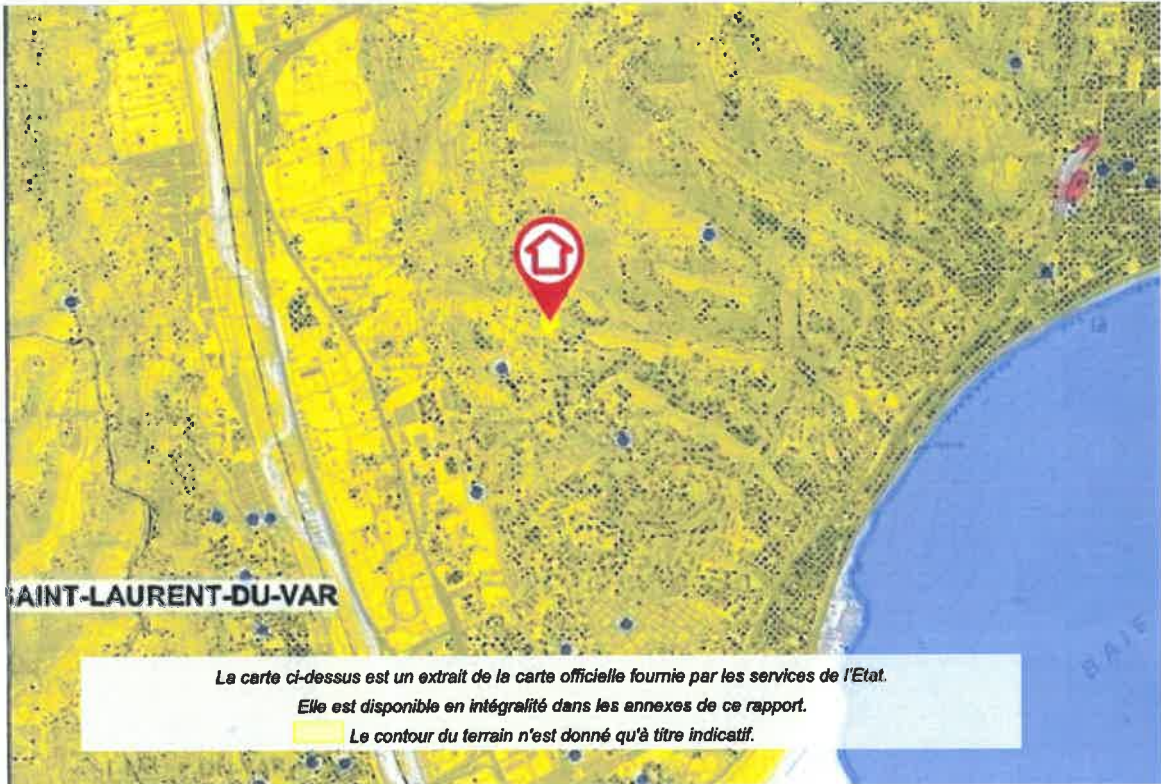 SAINT-LAURENT-DU-VAR
BAIE
La carte ci-dessus est un extrait de la carte officielle fournie par les services de l'Etat.
Elle est disponible en intégralité dans les annexes de ce rapport.
Le contour du terrain n'est donné qu'à titre indicatif.